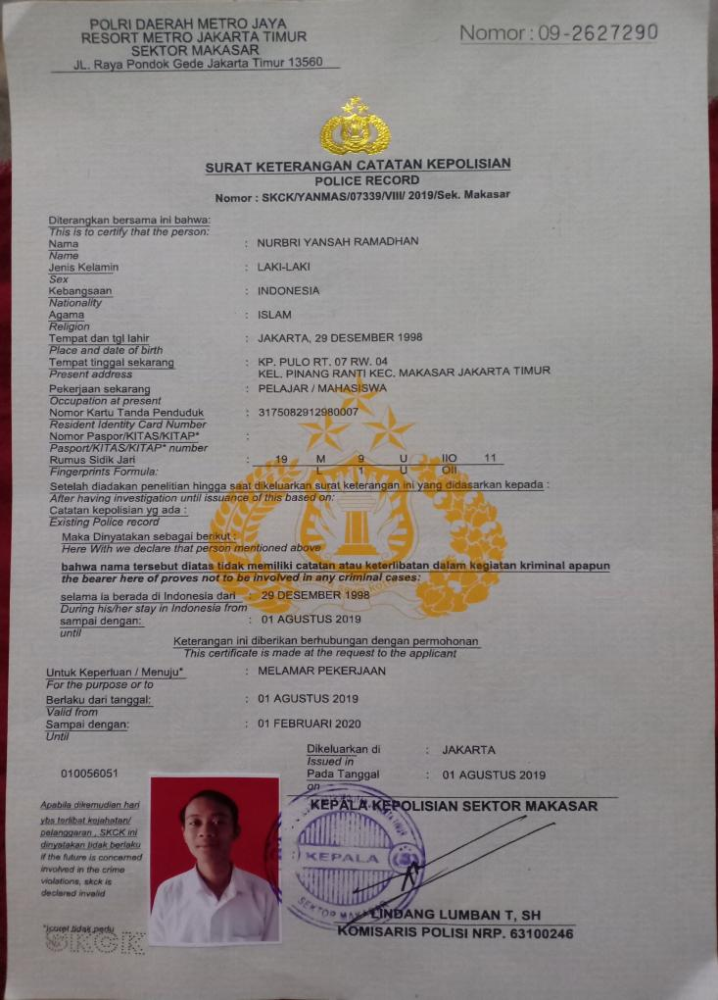 POLRI DAERAH METRO JAYA
RESORT METRO JAKARTA TIMUR
SEKTOR MAKASAR
JL. Raya Pondok Gede Jakarta Timur 13560
Nomor : 09-2627290
SURAT KETERANGAN CATATAN KEPOLISIAN
POLICE RECORD
Nomor : SKCK/YANMAS/07339/VIII/ 2019/Sek. Makasar
Diterangkan bersama ini bahwa:
This is to certify that the person:
Nama : NURBRI YANSAH RAMADHAN
Name
Jenis Kelamin : LAKI-LAKI
Sex
Kebangsaan : INDONESIA
Nationality
Agama : ISLAM
Religion
Tempat dan tgl lahir : JAKARTA, 29 DESEMBER 1998
Place and date of birth
Tempat tinggal sekarang : KP. PULO RT. 07 RW. 04
Present address KEL. PINANG RANTI KEC. MAKASAR JAKARTA TIMUR
Pekerjaan sekarang : PELAJAR / MAHASISWA
Occupation at present
Nomor Kartu Tanda Penduduk : 3175082912980007
Resident Identity Card Number
Nomor Paspor/KITAS/KITAP* :
Pasport/KITAS/KITAP* number
Rumus Sidik Jari : 19 M 9 U IIO 11
Fingerprints Formula: L 1 U OII
Setelah diadakan penelitian hingga saat dikeluarkan surat keterangan ini yang didasarkan kepada :
After having investigation until issuance of this based on:
Catatan kepolisian yg ada :
Existing Police record
Maka Dinyatakan sebagai berikut :
Here With we declare that person mentioned above
bahwa nama tersebut diatas tidak memiliki catatan atau keterlibatan dalam kegiatan kriminal apapun
the bearer here of proves not to be involved in any criminal cases:
selama ia berada di Indonesia dari : 29 DESEMBER 1998
During his/her stay in Indonesia from
sampai dengan: : 01 AGUSTUS 2019
until
Keterangan ini diberikan berhubungan dengan permohonan
This certificate is made at the request to the applicant
Untuk Keperluan / Menuju* : MELAMAR PEKERJAAN
For the purpose or to
Berlaku dari tanggal: : 01 AGUSTUS 2019
Valid from
Sampai dengan: : 01 FEBRUARI 2020
Until
Dikeluarkan di : JAKARTA
Issued in
Pada Tanggal : 01 AGUSTUS 2019
on
010056051
KEPALA KEPOLISIAN SEKTOR MAKASAR
Apabila dikemudian hari
ybs terlibat kejahatan/
pelanggaran , SKCK ini
dinyatakan tidak berlaku
if the future is concerned
involved in the crime
violations, skck is
declared invalid
KEPALA
SEKTOR MAKASAR
LINDANG LUMBAN T, SH
KOMISARIS POLISI NRP. 63100246
*)coret tidak perlu
SKCK